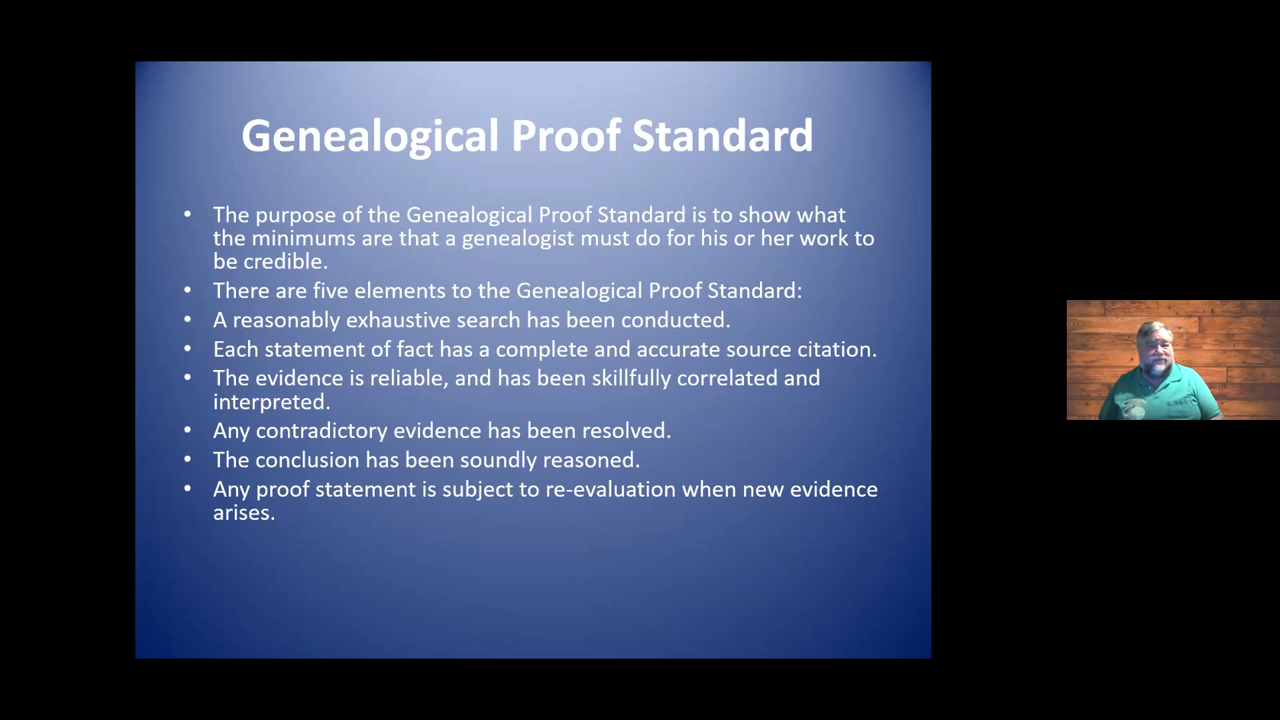 Genealogical Proof Standard
• The purpose of the Genealogical Proof Standard is to show what
the minimums are that a genealogist must do for his or her work to
be credible.
• There are five elements to the Genealogical Proof Standard:
• A reasonably exhaustive search has been conducted.
• Each statement of fact has a complete and accurate source citation.
• The evidence is reliable, and has been skillfully correlated and
interpreted.
• Any contradictory evidence has been resolved.
• The conclusion has been soundly reasoned.
• Any proof statement is subject to re-evaluation when new evidence
arises.